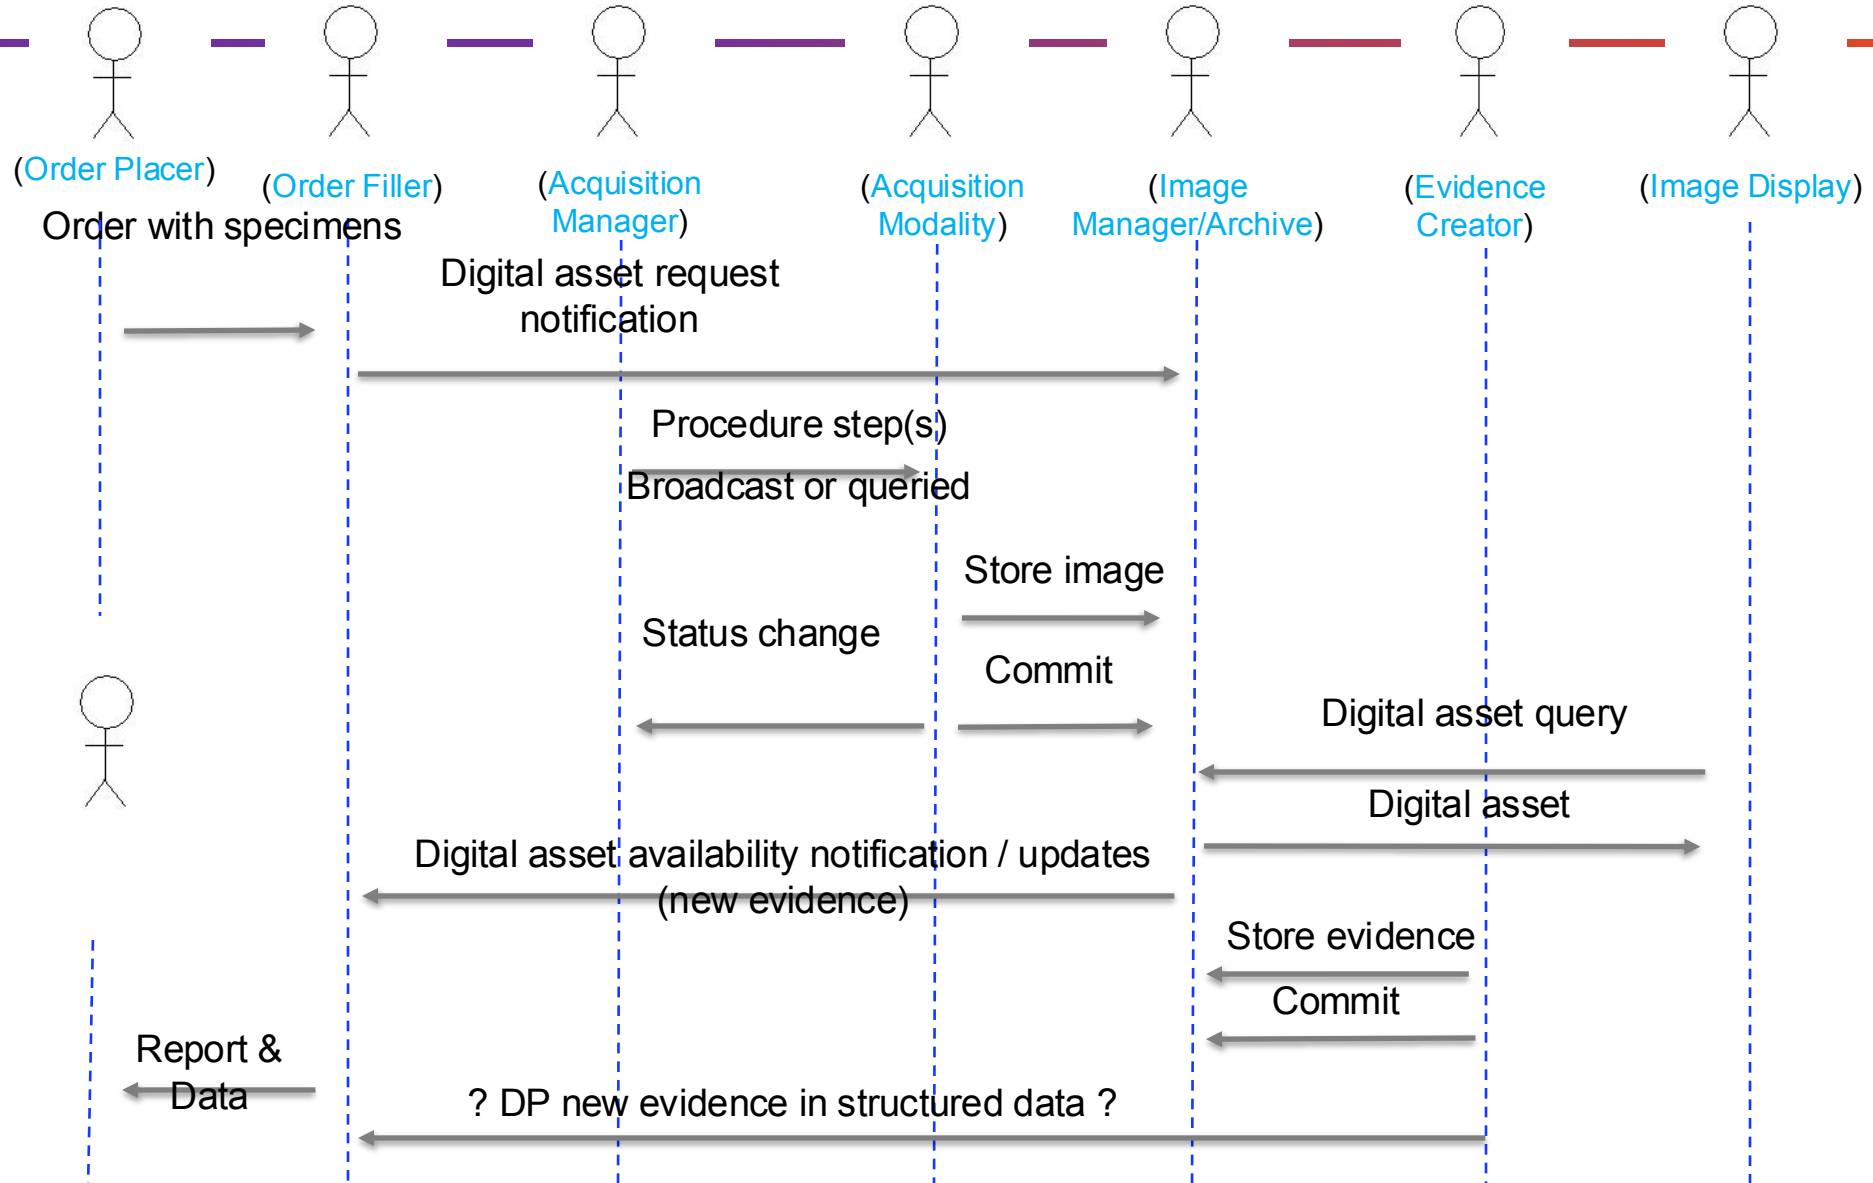 (Order Placer)
(Order Filler)
(Acquisition
Manager)
(Acquisition
Modality)
(Image
Manager/Archive)
(Evidence
Creator)
(Image Display)
Order with specimens
Digital asset request
notification
Procedure step(s)
Broadcast or queried
Store image
Status change
Commit
Digital asset query
Digital asset
Digital asset availability notification / updates
(new evidence)
Store evidence
Commit
Report &
Data
? DP new evidence in structured data ?